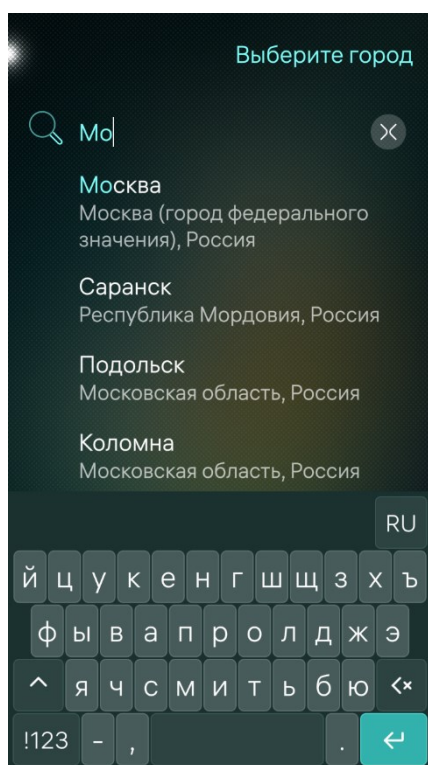 Выберите город
Мо
Москва
Москва (город федерального
значения), Россия
Саранск
Республика Мордовия, Россия
Подольск
Московская область, Россия
Коломна
Московская область, Россия
RU
й ц у к е н г ш щ з х ъ
ф ы в а п р о л д ж э
я ч с м и т ь б ю
!123 - , .